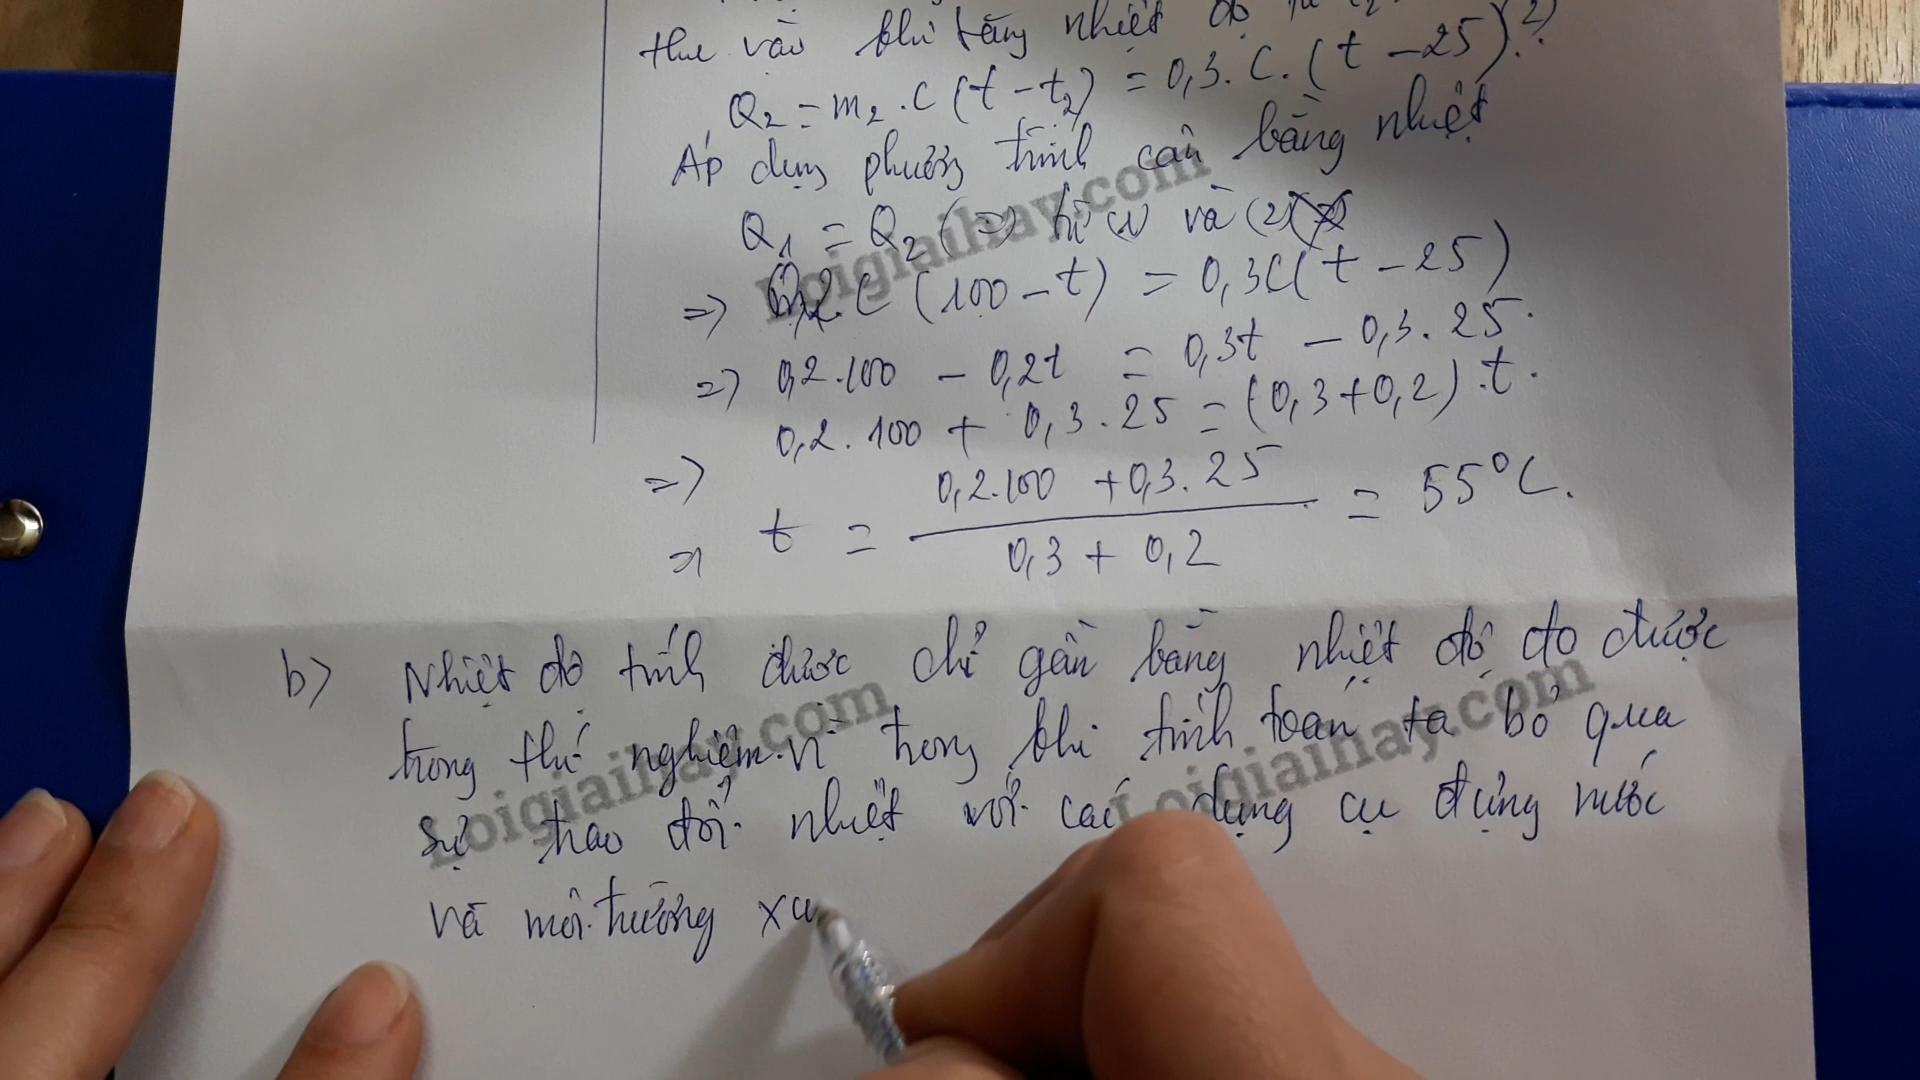 thu vào khi tăng nhiệt độ từ t₂
Q₂ = m₂.C (t - t₂) = 0,3.C.(t - 25) (2)
Áp dụng phương trình cân bằng nhiệt
Q₁ = Q₂ (=) từ (1) và (2)
=> 0,2.C (100 - t) = 0,3C(t - 25)
=> 0,2.100 - 0,2t = 0,3t - 0,3.25.
=> 0,2.100 + 0,3.25 = (0,3+0,2).t.
=> t = (0,2.100 + 0,3.25) / (0,3 + 0,2) = 55°C.
b) Nhiệt độ tính được chỉ gần bằng nhiệt độ đo được
trong thí nghiệm. Vì trong khi tính toán ta bỏ qua
sự trao đổi nhiệt với các dụng cụ đựng nước
và môi trường xu
Loigiaihay.com
Loigiaihay.com
Loigiaihay.com